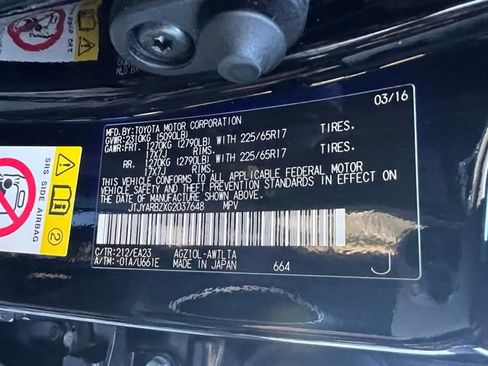 03/16
MFD.BY:TOYOTA MOTOR CORPORATION
GVWR:2310KG (5090LB)
GAWR:FRT. 1270KG (2790LB) WITH 225/65R17 TIRES.
17X7J RIMS.
RR. 1270KG (2790LB) WITH 225/65R17 TIRES.
17X7J RIMS.
THIS VEHICLE CONFORMS TO ALL APPLICABLE FEDERAL MOTOR
VEHICLE SAFETY AND THEFT PREVENTION STANDARDS IN EFFECT ON
THE DATE OF MANUFACTURE SHOWN ABOVE.
JTJYARBZXG2037648 MPV
C/TR:212/EA23 AGZ10L-AWTLTA
A/TM:-01A/U661E MADE IN JAPAN 664 J
SRS SIDE AIRBAG
2